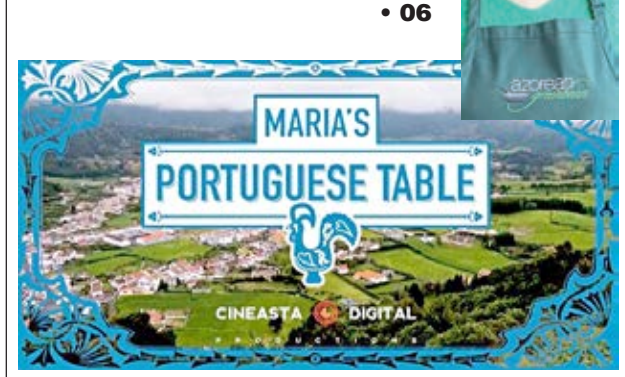 • 06
azorean
MARIA'S
PORTUGUESE TABLE
CINEASTA DIGITAL
PRODUCTIONS